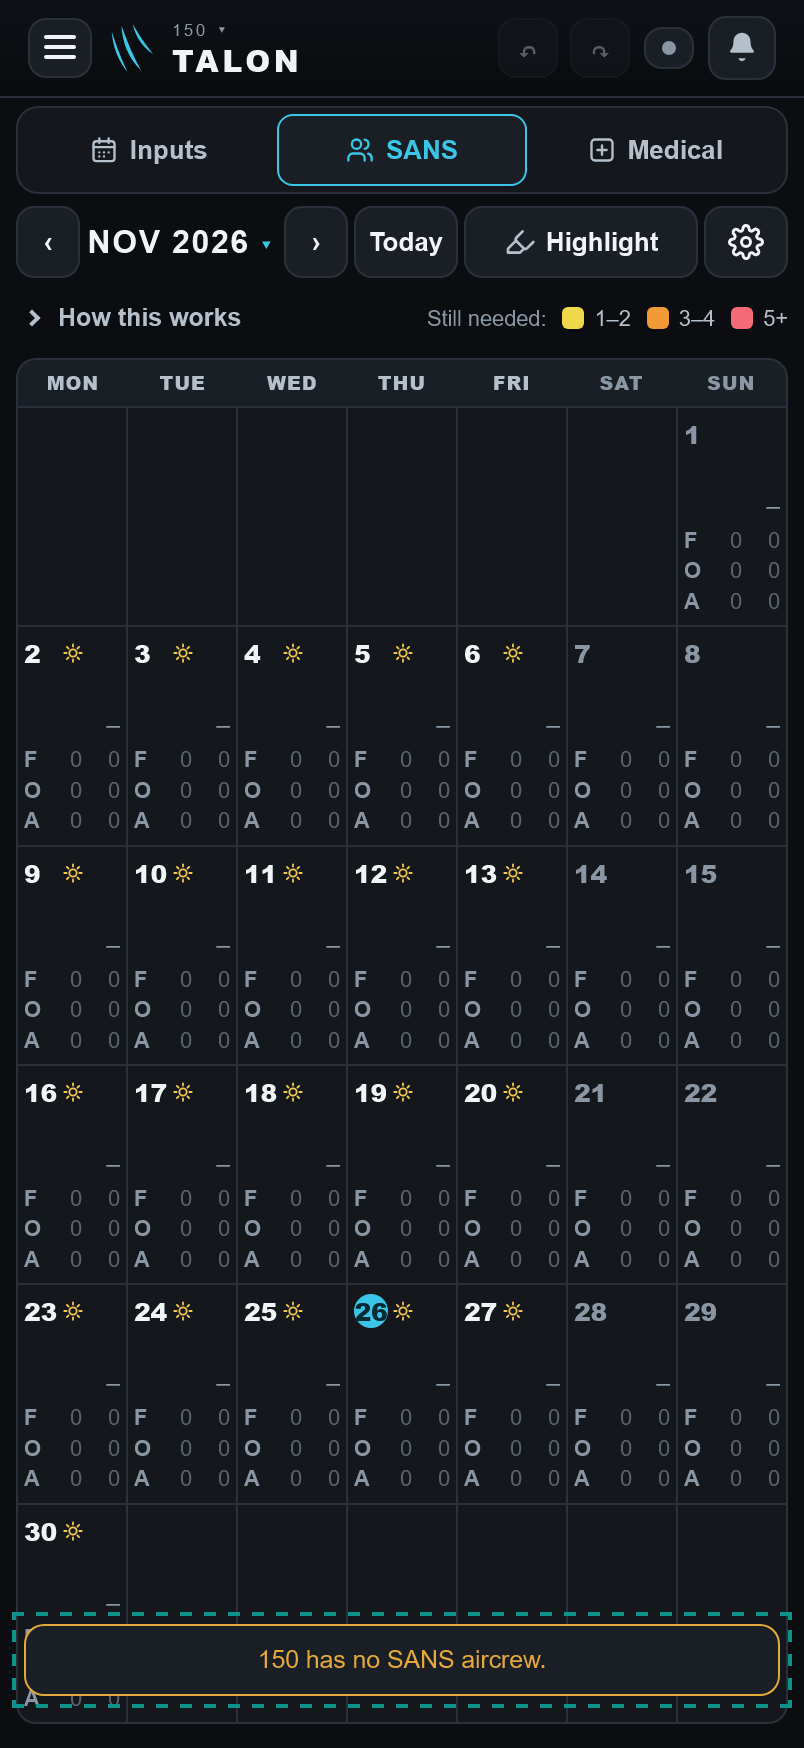 150 ▾
TALON
Inputs SANS Medical
‹ NOV 2026 ▾ › Today Highlight
How this works Still needed: 1–2 3–4 5+
MON TUE WED THU FRI SAT SUN
1
–
F 0 0
O 0 0
A 0 0
2 3 4 5 6 7 8
– – – – – – –
F 0 0 F 0 0 F 0 0 F 0 0 F 0 0 F 0 0 F 0 0
O 0 0 O 0 0 O 0 0 O 0 0 O 0 0 O 0 0 O 0 0
A 0 0 A 0 0 A 0 0 A 0 0 A 0 0 A 0 0 A 0 0
9 10 11 12 13 14 15
– – – – – – –
F 0 0 F 0 0 F 0 0 F 0 0 F 0 0 F 0 0 F 0 0
O 0 0 O 0 0 O 0 0 O 0 0 O 0 0 O 0 0 O 0 0
A 0 0 A 0 0 A 0 0 A 0 0 A 0 0 A 0 0 A 0 0
16 17 18 19 20 21 22
– – – – – – –
F 0 0 F 0 0 F 0 0 F 0 0 F 0 0 F 0 0 F 0 0
O 0 0 O 0 0 O 0 0 O 0 0 O 0 0 O 0 0 O 0 0
A 0 0 A 0 0 A 0 0 A 0 0 A 0 0 A 0 0 A 0 0
23 24 25 26 27 28 29
– – – – – – –
F 0 0 F 0 0 F 0 0 F 0 0 F 0 0 F 0 0 F 0 0
O 0 0 O 0 0 O 0 0 O 0 0 O 0 0 O 0 0 O 0 0
A 0 0 A 0 0 A 0 0 A 0 0 A 0 0 A 0 0 A 0 0
30
–
150 has no SANS aircrew.
A 0 0